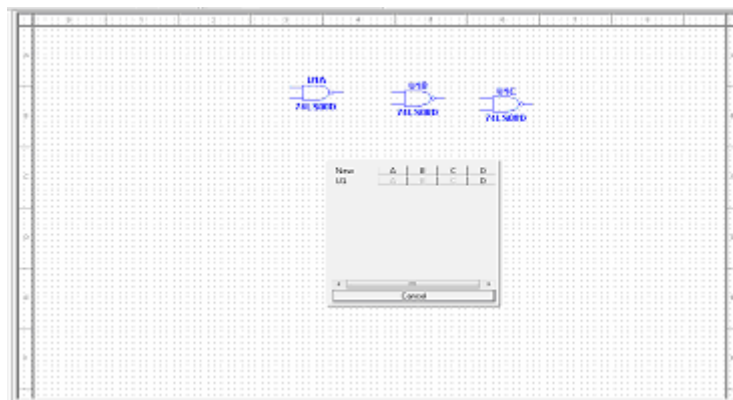 U1A
74LS00D
U1B
74LS00D
U1C
74LS00D
New A B C D
U1 A B C D
Cancel